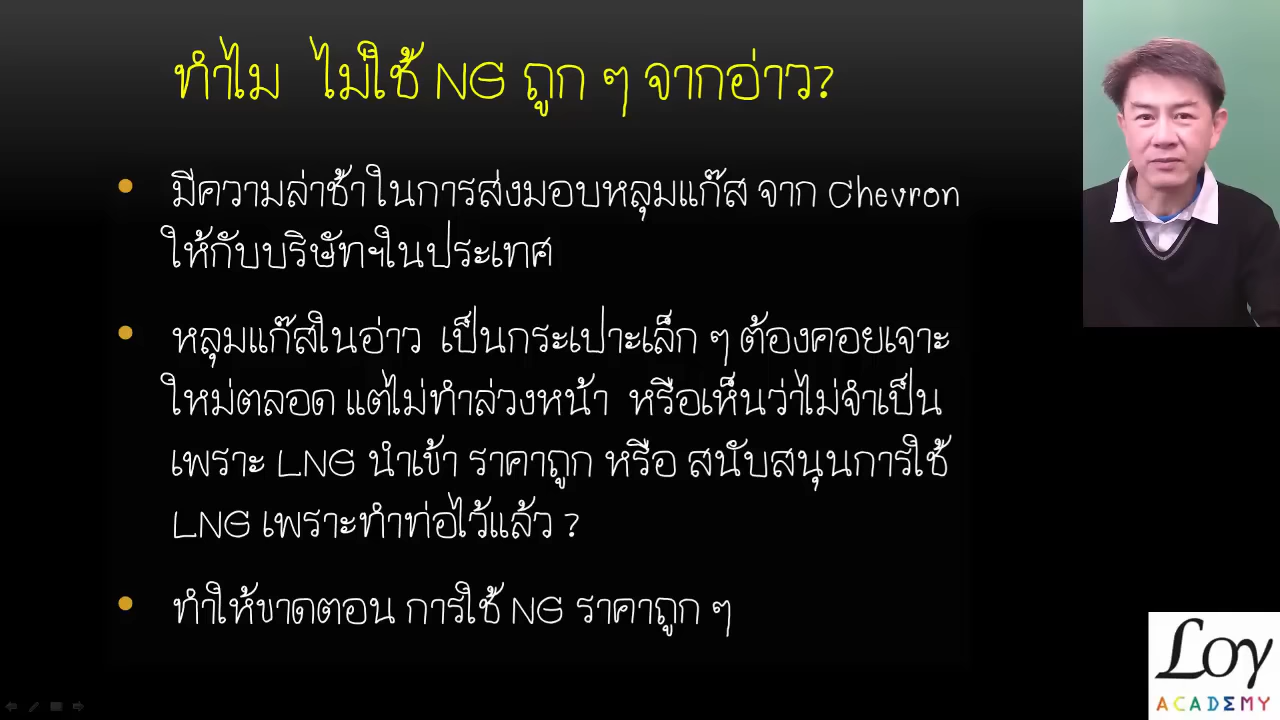 ทำไม ไม่ใช้ NG ถูก ๆ จากอ่าว?
• มีความล่าช้าในการส่งมอบหลุมแก๊ส จาก Chevron
ให้กับบริษัทฯในประเทศ
• หลุมแก๊สในอ่าว เป็นกระเปาะเล็ก ๆ ต้องคอยเจาะ
ใหม่ตลอด แต่ไม่ทำล่วงหน้า หรือเห็นว่าไม่จำเป็น
เพราะ LNG นำเข้า ราคาถูก หรือ สนับสนุนการใช้
LNG เพราะทำท่อไว้แล้ว ?
• ทำให้ขาดตอน การใช้ NG ราคาถูก ๆ
Loy
ACADEMY